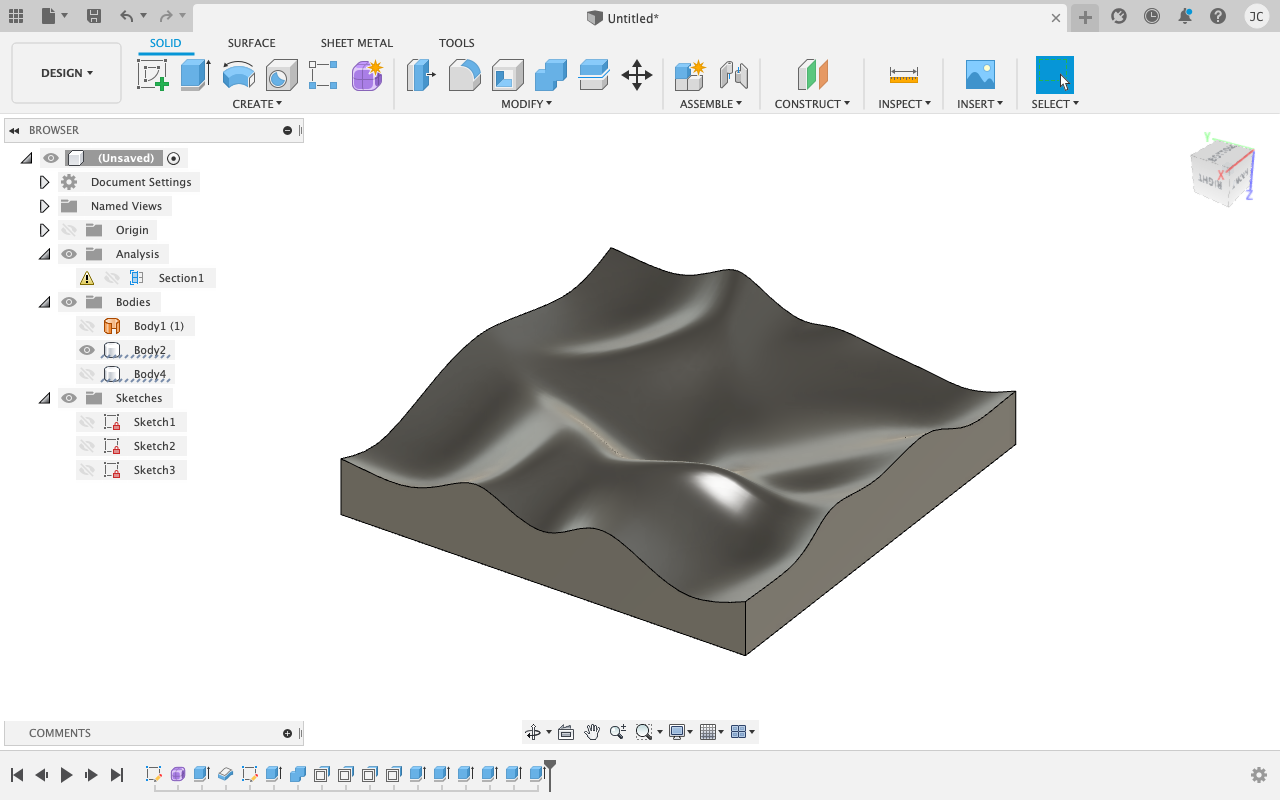 Untitled*
JC
DESIGN
SOLID
SURFACE
SHEET METAL
TOOLS
CREATE
MODIFY
ASSEMBLE
CONSTRUCT
INSPECT
INSERT
SELECT
BROWSER
(Unsaved)
Document Settings
Named Views
Origin
Analysis
Section1
Bodies
Body1 (1)
Body2
Body4
Sketches
Sketch1
Sketch2
Sketch3
Y
X
Z
RIGHT
COMMENTS